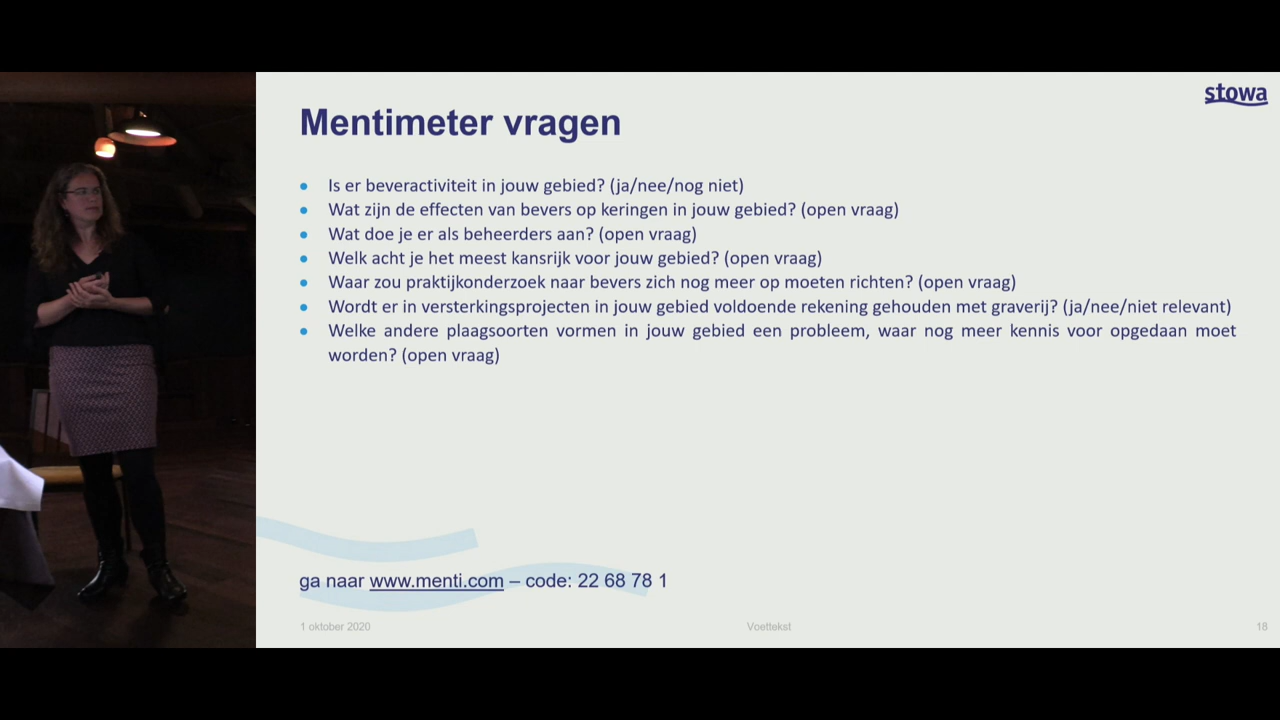 stowa
Mentimeter vragen
Is er beveractiviteit in jouw gebied? (ja/nee/nog niet)
Wat zijn de effecten van bevers op keringen in jouw gebied? (open vraag)
Wat doe je er als beheerders aan? (open vraag)
Welk acht je het meest kansrijk voor jouw gebied? (open vraag)
Waar zou praktijkonderzoek naar bevers zich nog meer op moeten richten? (open vraag)
Wordt er in versterkingsprojecten in jouw gebied voldoende rekening gehouden met graverij? (ja/nee/niet relevant)
Welke andere plaagsoorten vormen in jouw gebied een probleem, waar nog meer kennis voor opgedaan moet
worden? (open vraag)
ga naar www.menti.com – code: 22 68 78 1
1 oktober 2020
Voettekst
18